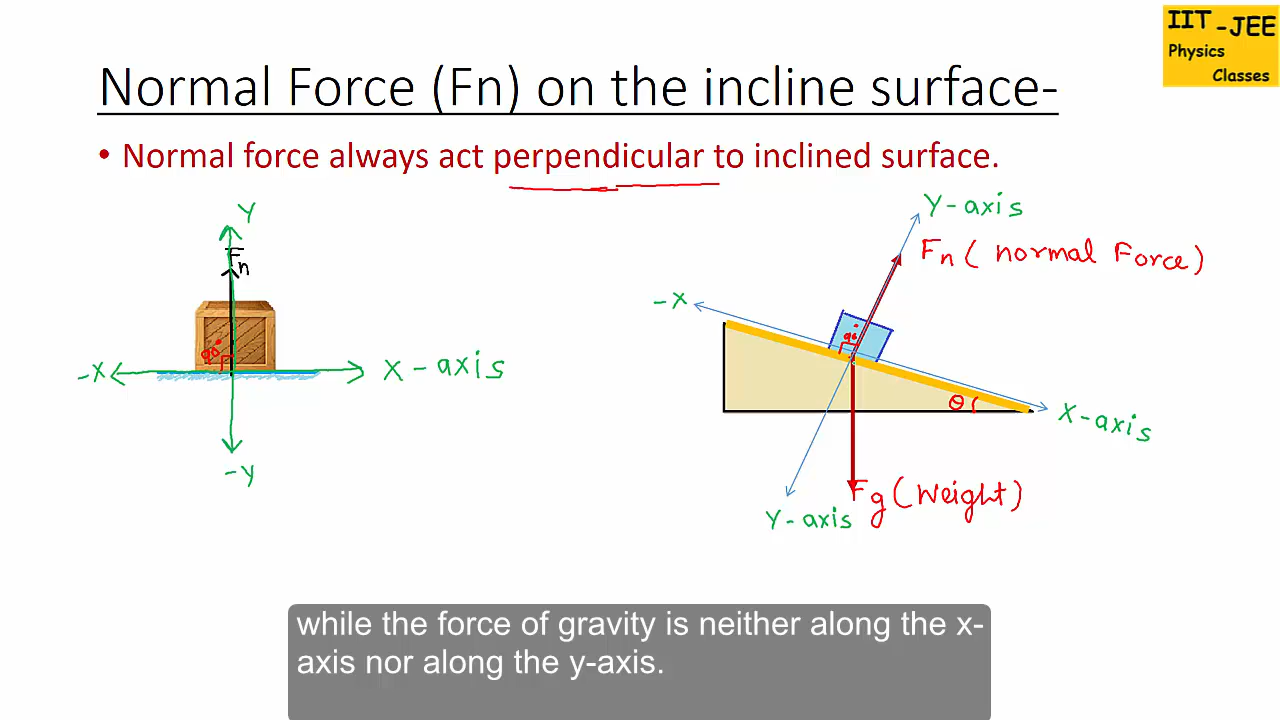 IIT-JEE
Physics
Classes
Normal Force (Fn) on the incline surface-
• Normal force always act perpendicular to inclined surface.
Y
Fn
90°
-X
X-axis
-Y
Y-axis
Fn (normal Force)
-X
90°
θ
X-axis
Fg (Weight)
Y-axis
while the force of gravity is neither along the x-
axis nor along the y-axis.